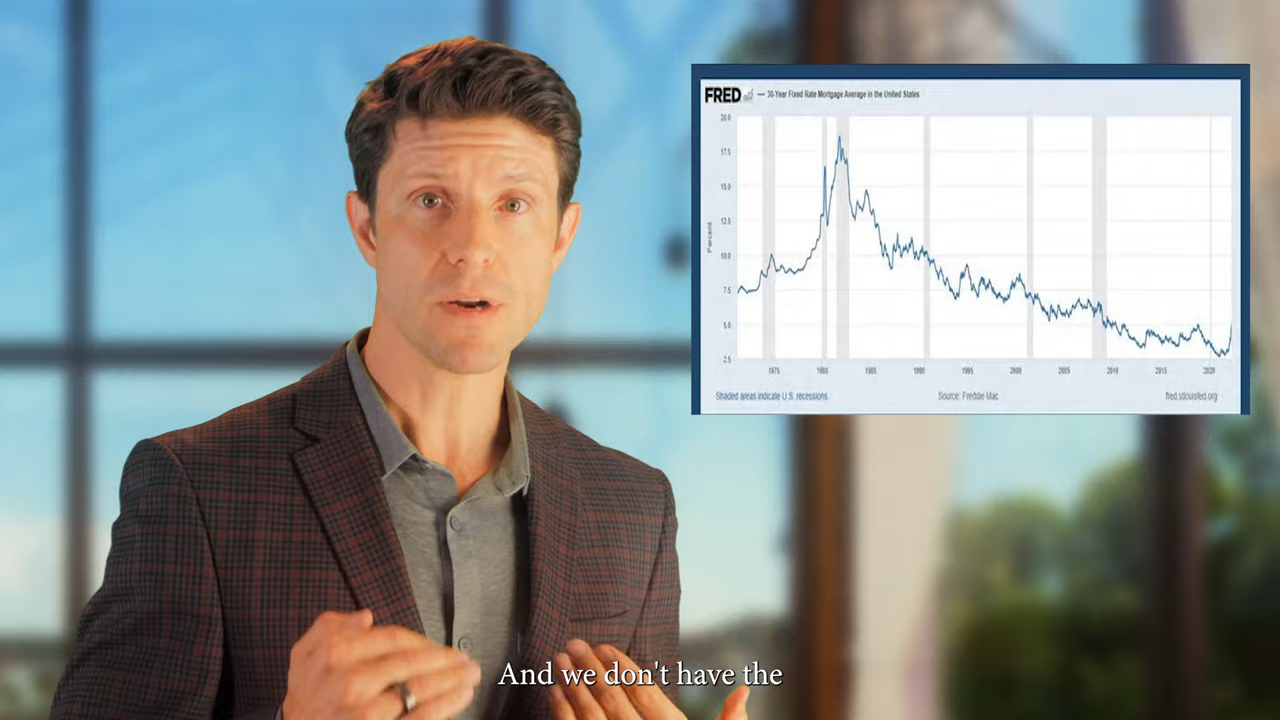 FRED — 30-Year Fixed Rate Mortgage Average in the United States
20.0
17.5
15.0
12.5
10.0
7.5
5.0
2.5
Percent
1975 1980 1985 1990 1995 2000 2005 2010 2015 2020
Shaded areas indicate U.S. recessions. Source: Freddie Mac fred.stlouisfed.org
And we don't have the